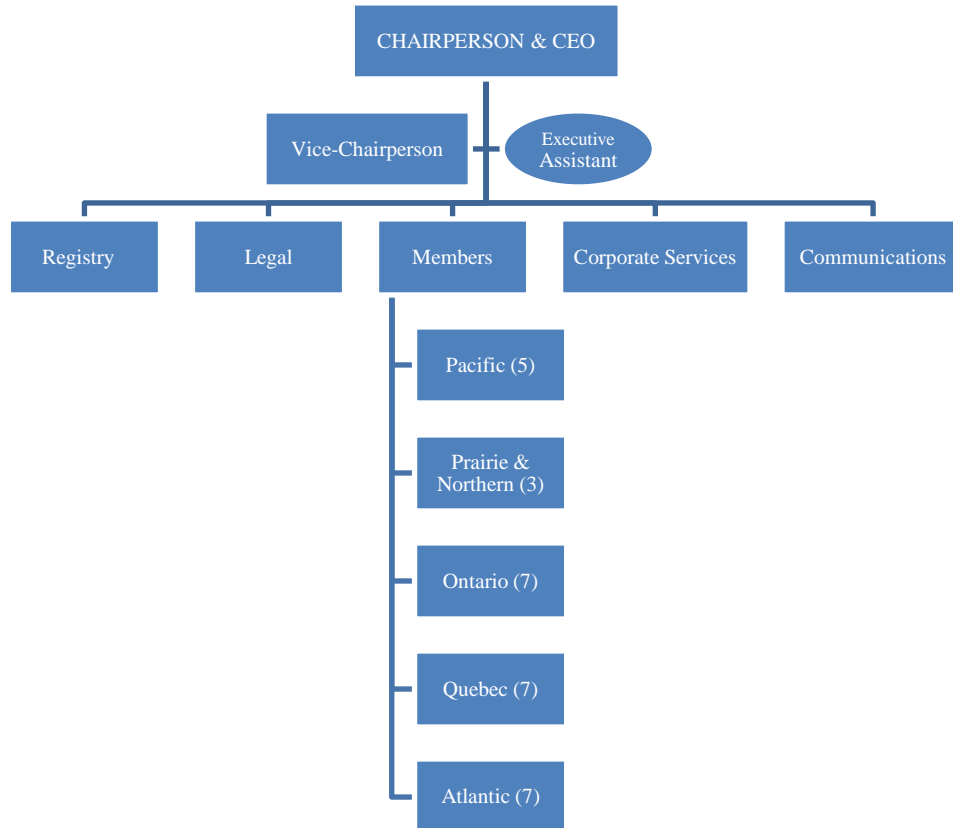 CHAIRPERSON & CEO
Vice-Chairperson
Executive
Assistant
Registry
Legal
Members
Corporate Services
Communications
Pacific (5)
Prairie &
Northern (3)
Ontario (7)
Quebec (7)
Atlantic (7)